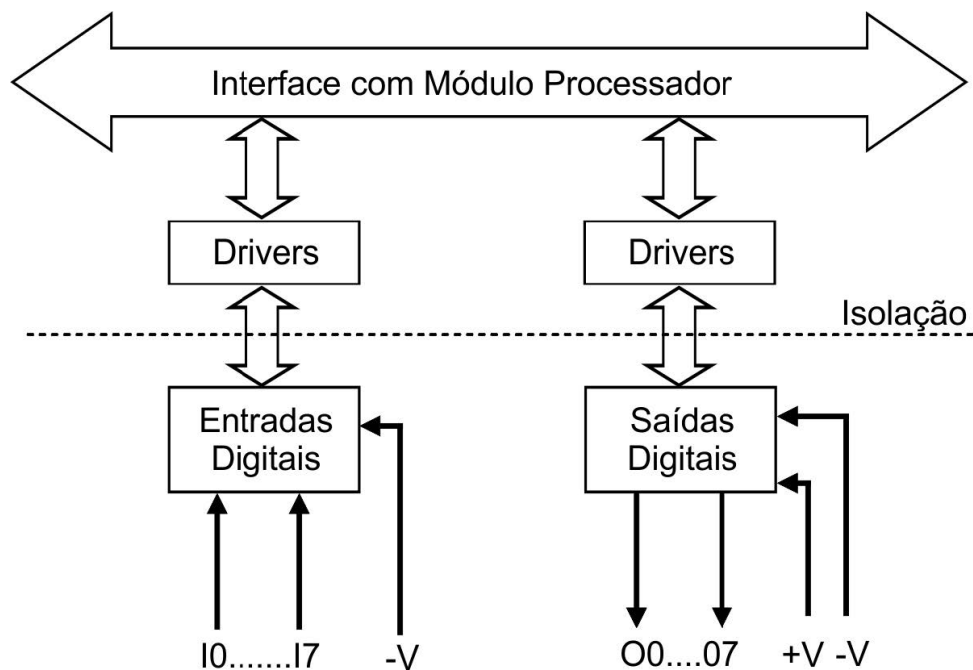 Interface com Módulo Processador
Drivers
Drivers
Isolação
Entradas
Digitais
Saídas
Digitais
I0.......I7
-V
O0....07
+V -V